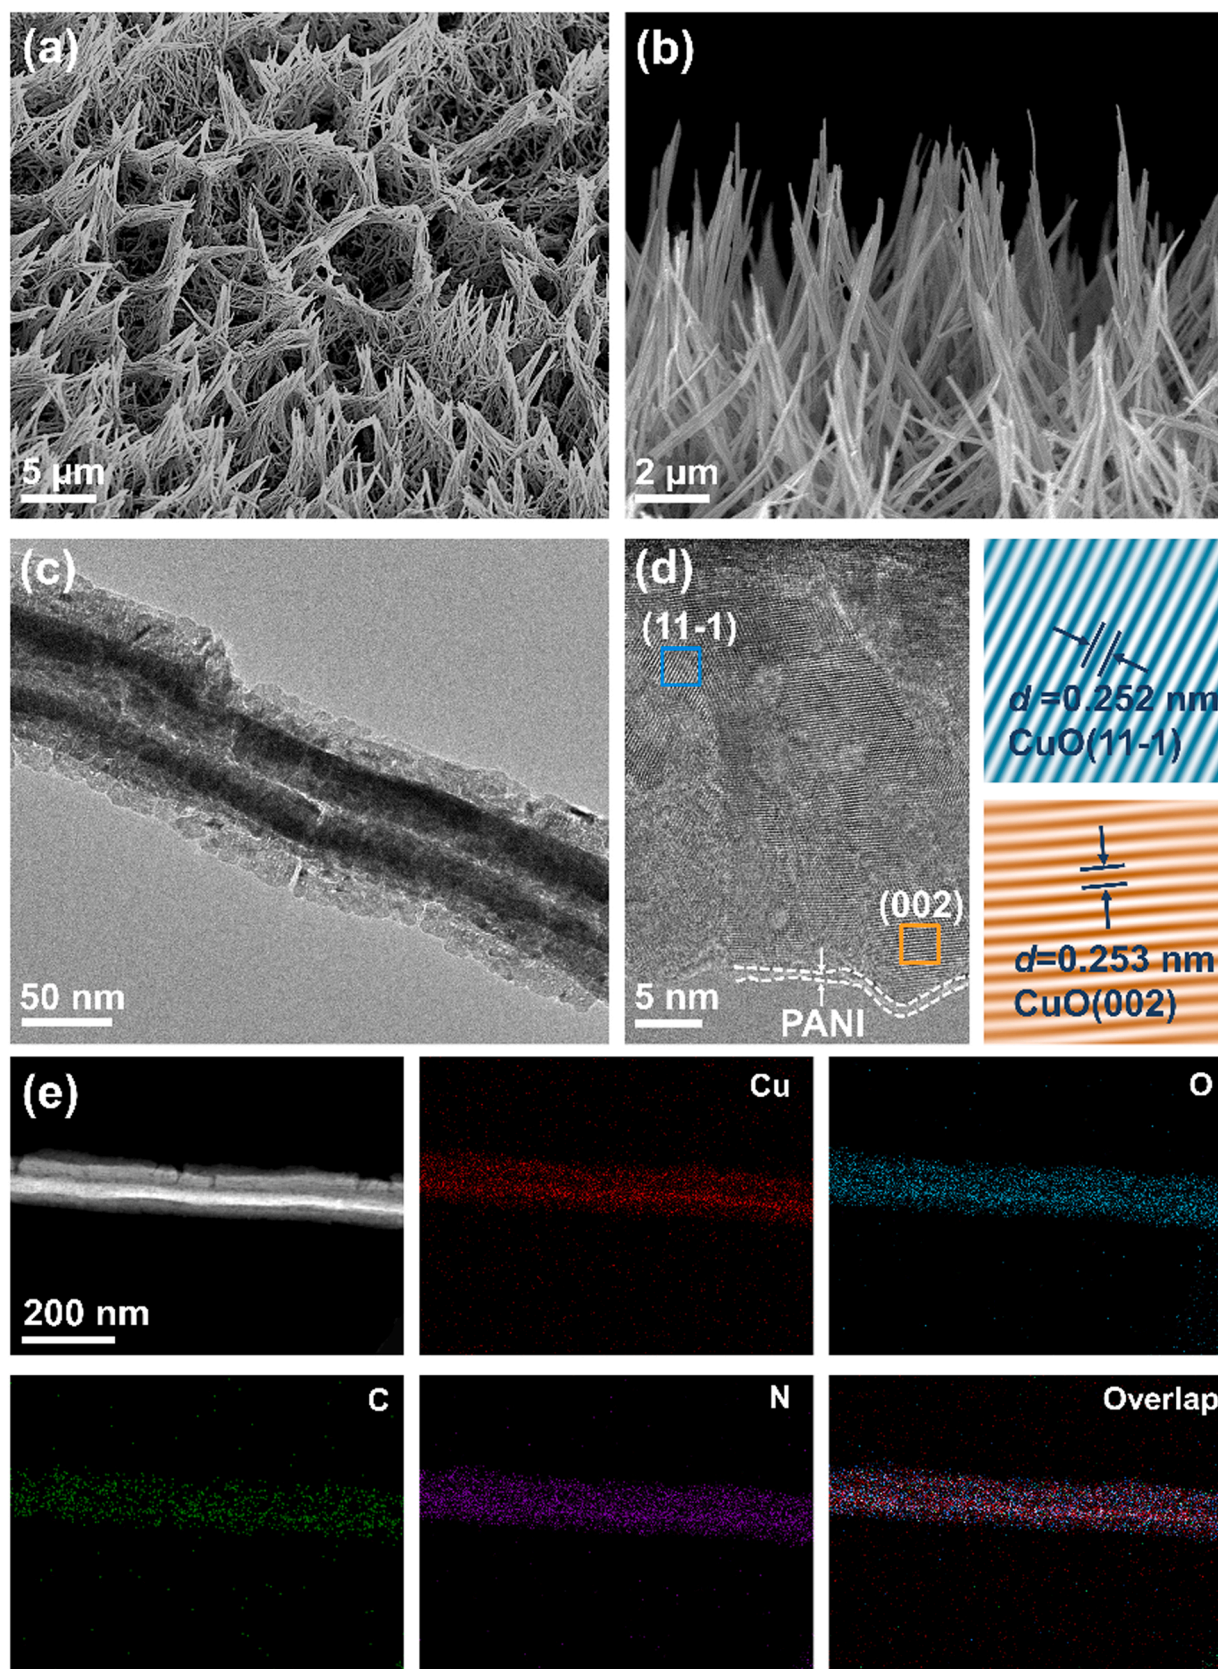 (a)
5 µm
(b)
2 µm
(c)
50 nm
(d)
(11-1)
(002)
5 nm
PANI
d =0.252 nm
CuO(11-1)
d=0.253 nm
CuO(002)
(e)
200 nm
Cu
O
C
N
Overlap